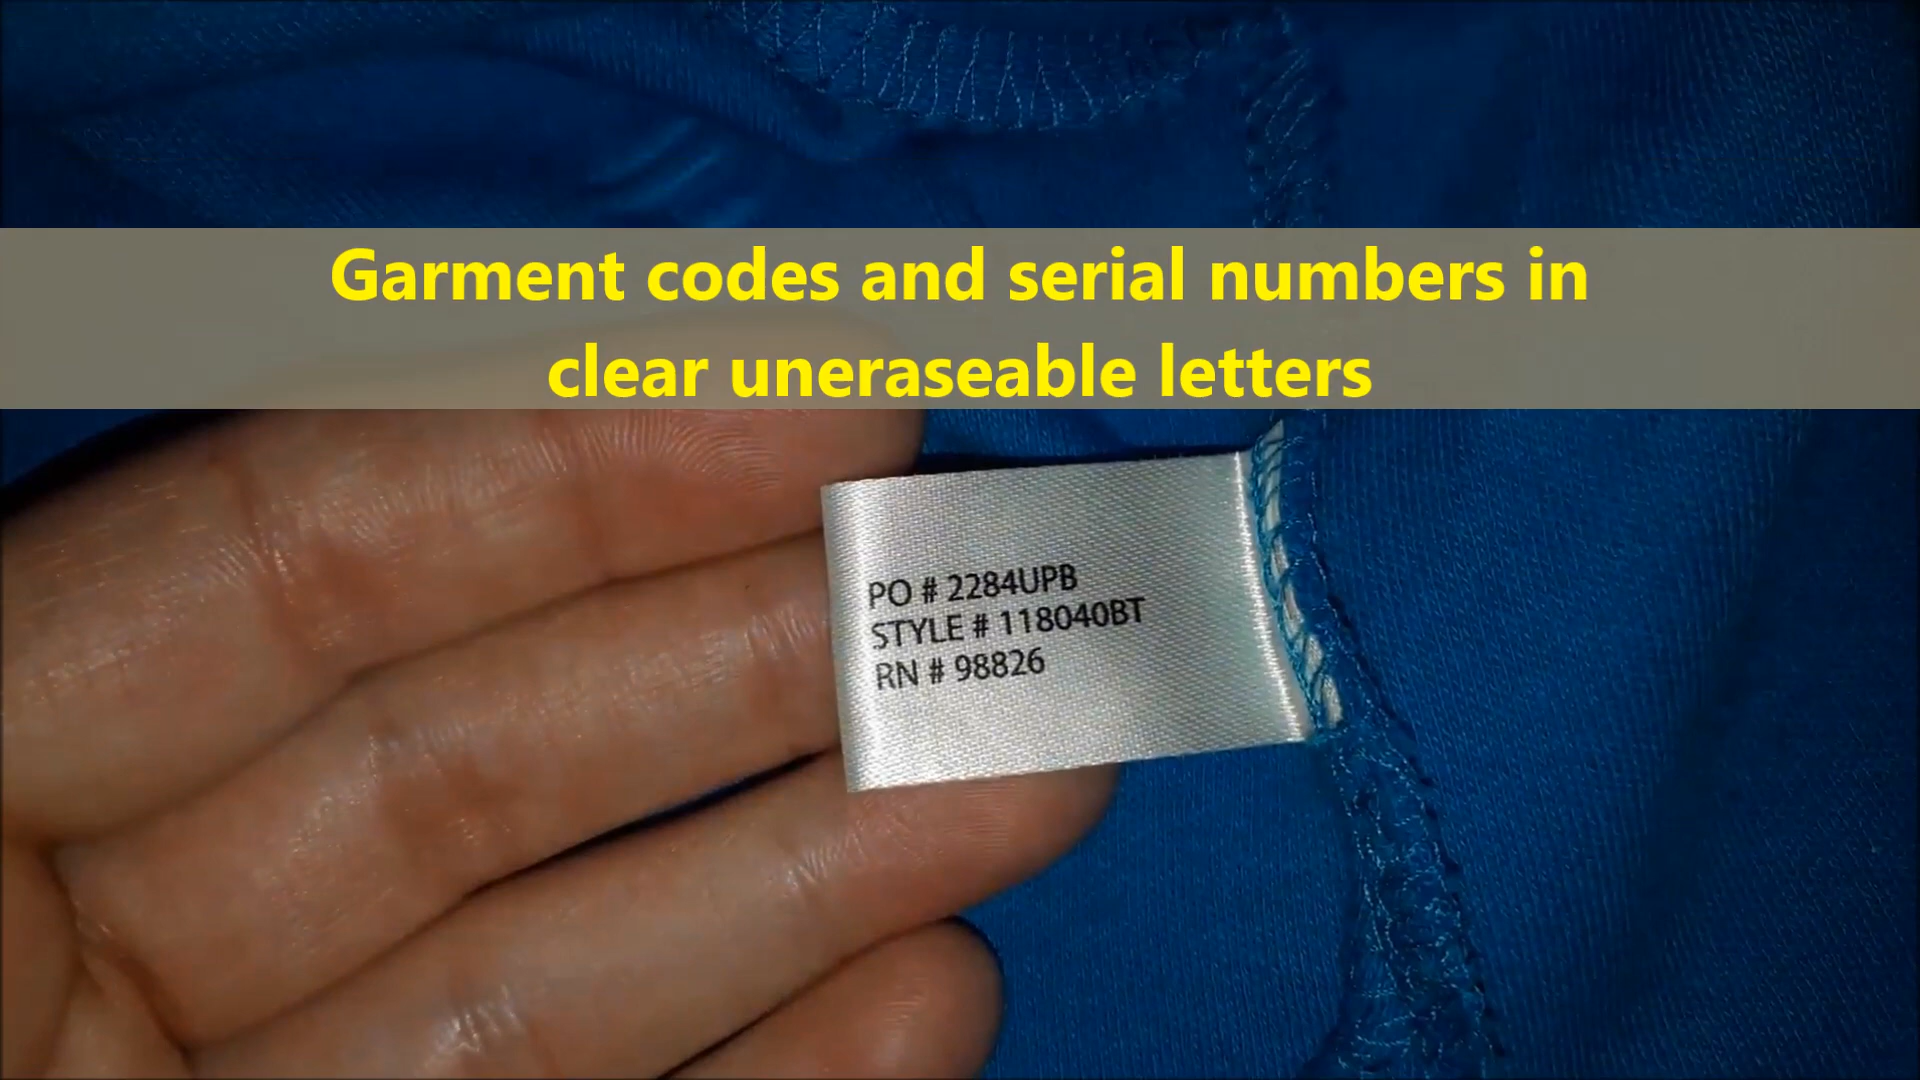 Garment codes and serial numbers in
clear uneraseable letters
PO # 2284UPB
STYLE # 118040BT
RN # 98826